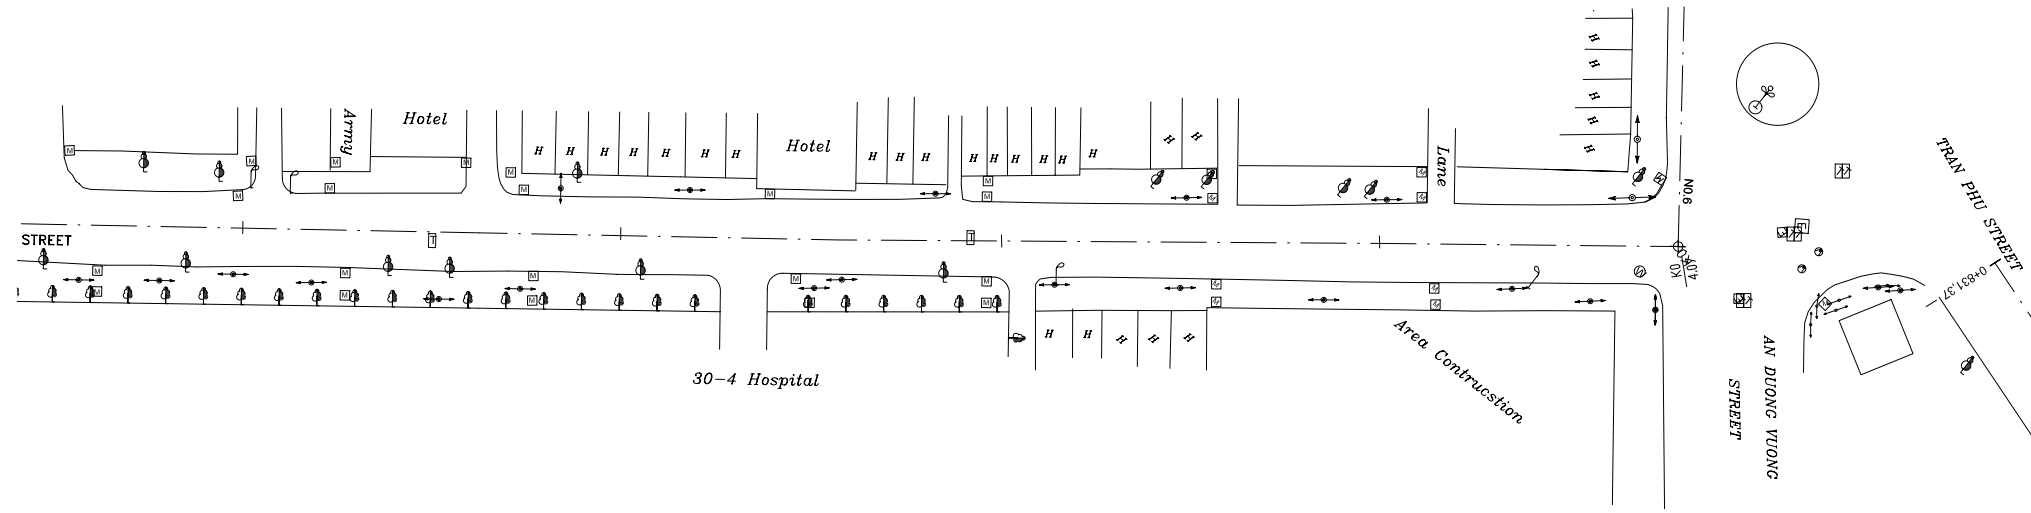 Army
Hotel
H H H H H H H
Hotel
H H H
H H H H H H
H H
Lane
H
H
H
H
H
NO.6
TRAN PHU STREET
STREET
T
T
K0
0+831,37
H H H H H
30-4 Hospital
Area Contrucstion
AN DUONG VUONG
STREET